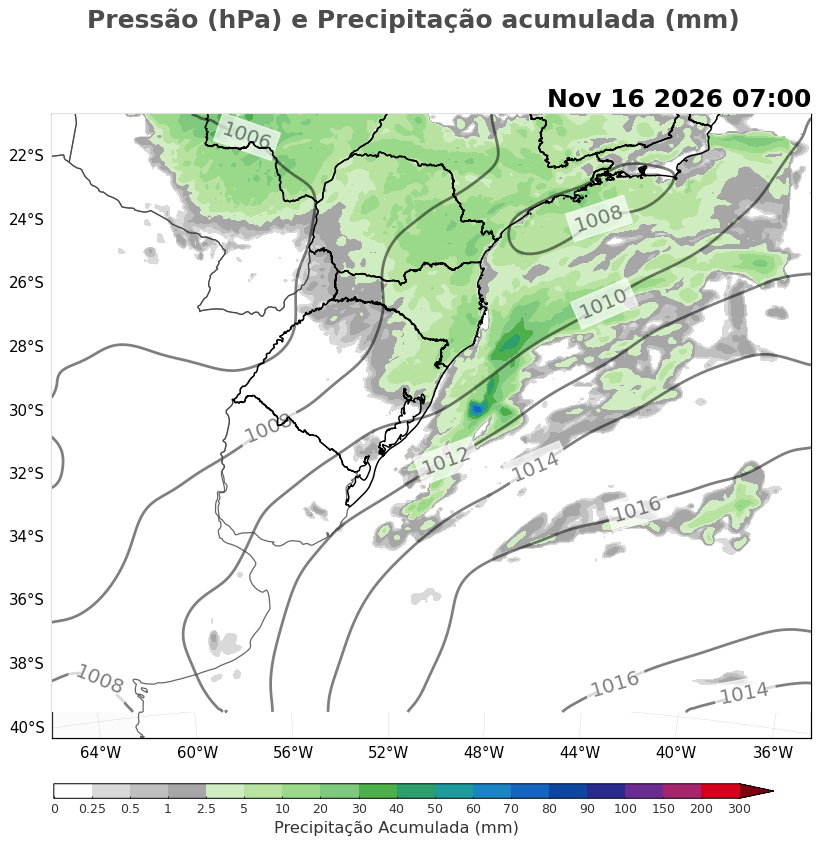 Pressão (hPa) e Precipitação acumulada (mm)
Nov 16 2026 07:00
1006
22°S
1008
24°S
26°S
1010
28°S
30°S
1008
1012
1014
32°S
1016
34°S
36°S
38°S
1008
1016
1014
40°S
64°W 60°W 56°W 52°W 48°W 44°W 40°W 36°W
0 0.25 0.5 1 2.5 5 10 20 30 40 50 60 70 80 90 100 150 200 300
Precipitação Acumulada (mm)